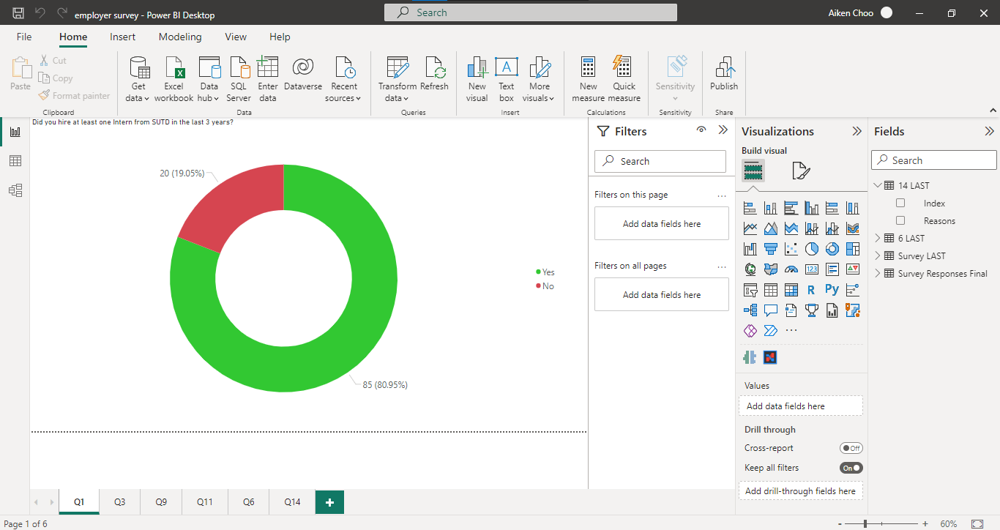 employer survey - Power BI Desktop
Search
Aiken Choo
File Home Insert Modeling View Help
Paste
Cut
Copy
Format painter
Clipboard
Get data
Excel workbook
Data hub
SQL Server
Enter data
Dataverse
Recent sources
Data
Transform data
Refresh
Queries
New visual
Text box
More visuals
Insert
New measure
Quick measure
Calculations
Sensitivity
Sensitivity
Publish
Share
Did you hire at least one Intern from SUTD in the last 3 years?
20 (19.05%)
85 (80.95%)
Yes
No
Filters
Search
Filters on this page
...
Add data fields here
Filters on all pages
...
Add data fields here
Visualizations
Build visual
123
R
Py
...
Values
Add data fields here
Drill through
Cross-report
Off
Keep all filters
On
Add drill-through fields here
Fields
Search
14 LAST
Index
Reasons
6 LAST
Survey LAST
Survey Responses Final
Q1 Q3 Q9 Q11 Q6 Q14 +
Page 1 of 6
- + 60%